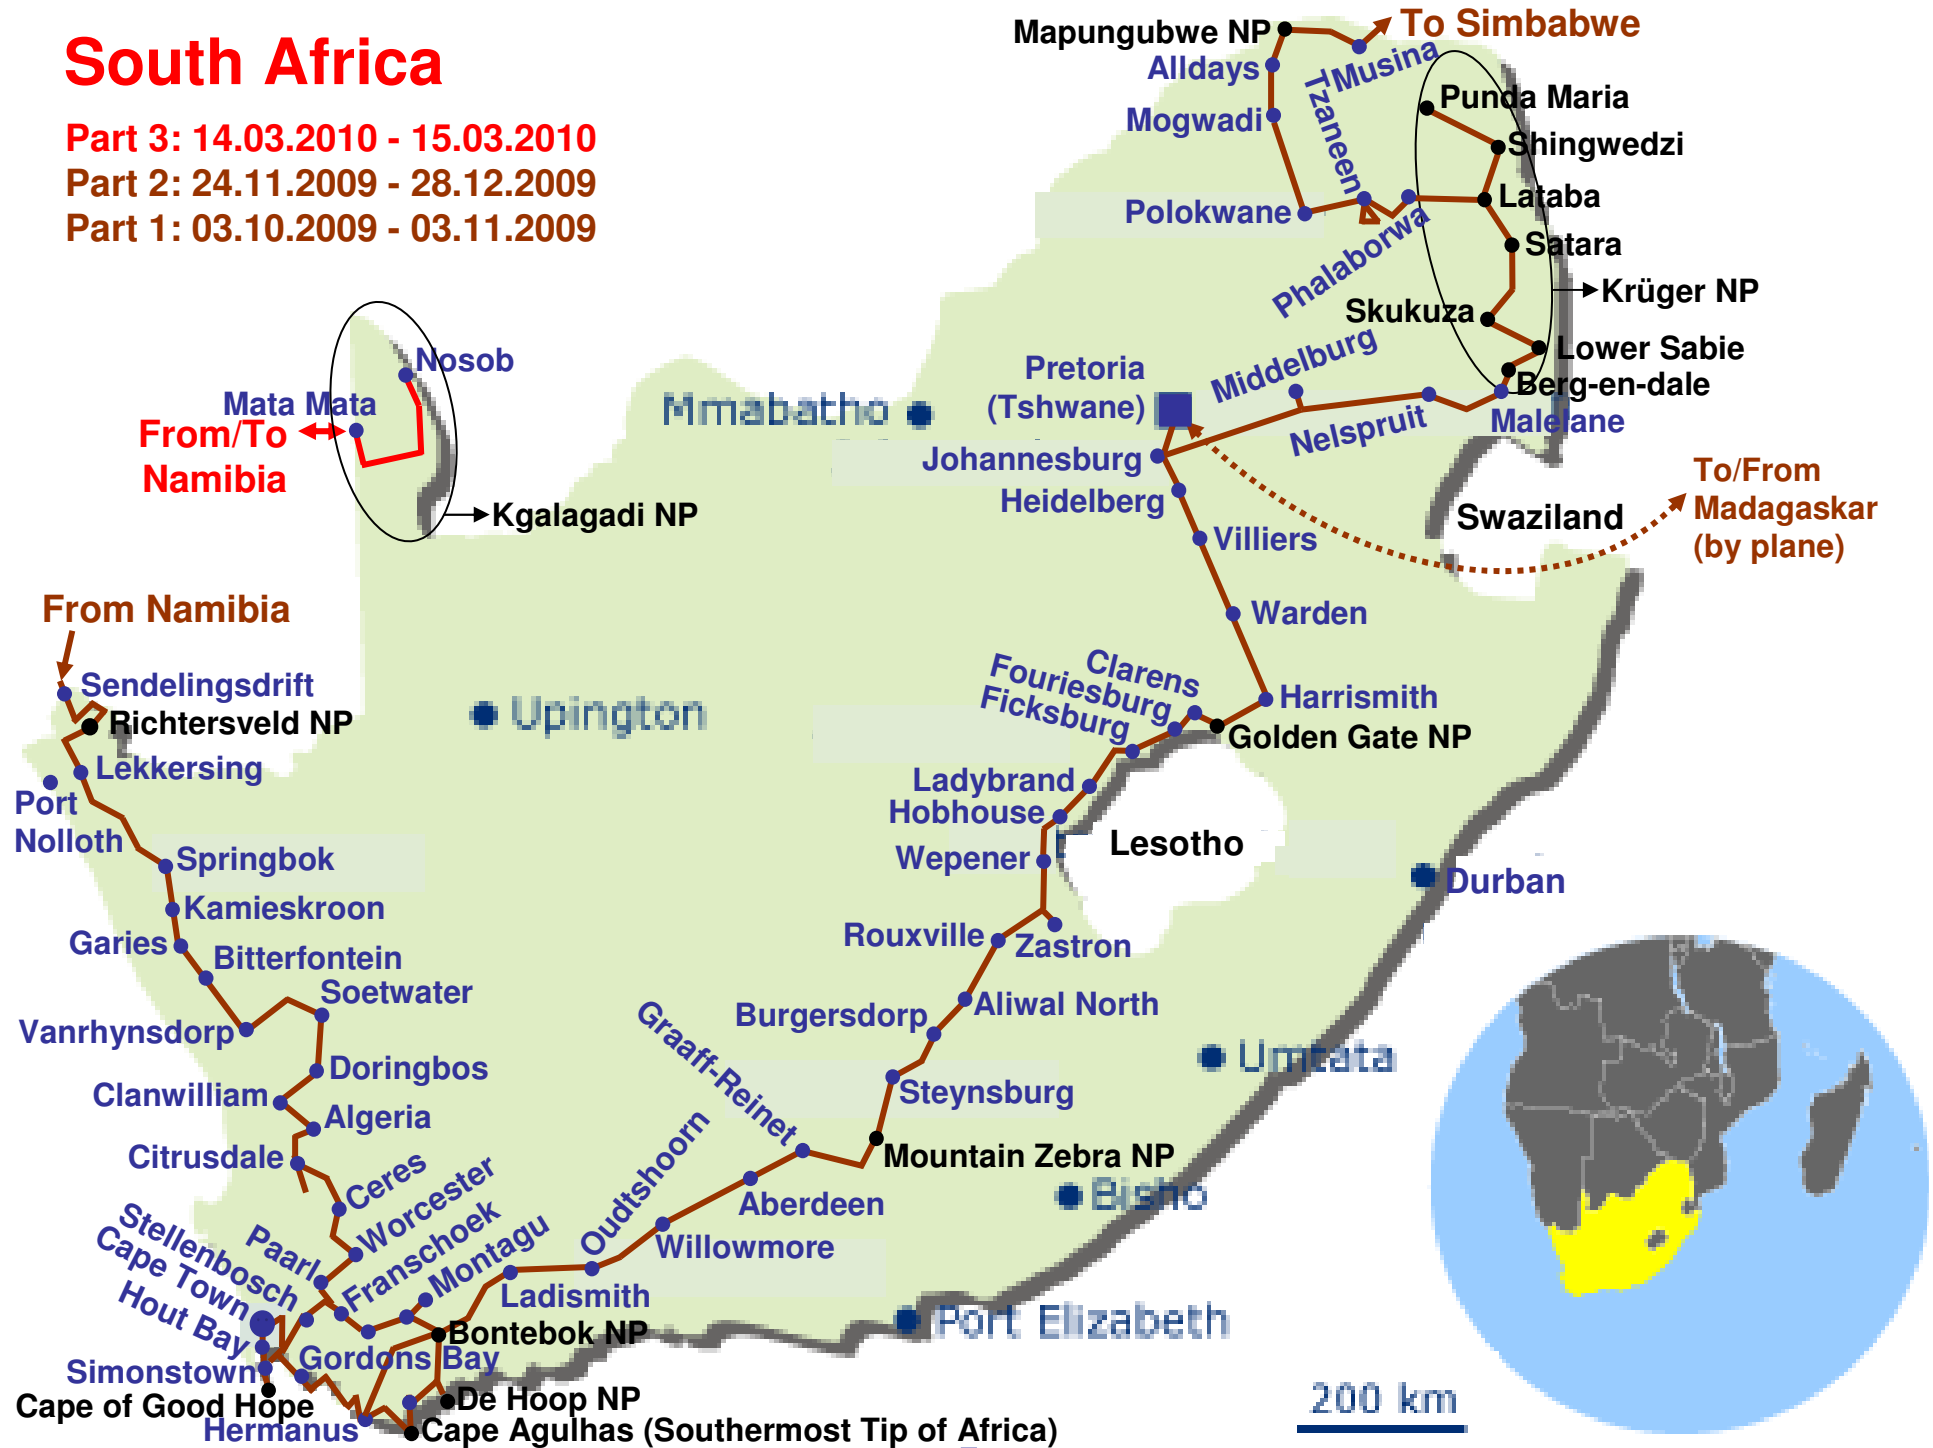 South Africa
Part 3: 14.03.2010 - 15.03.2010
Part 2: 24.11.2009 - 28.12.2009
Part 1: 03.10.2009 - 03.11.2009
Mapungubwe NP
To Simbabwe
Alldays
Musina
Mogwadi
Tzaneen
Punda Maria
Shingwedzi
Polokwane
Lataba
Phalaborwa
Satara
Krüger NP
Skukuza
Lower Sabie
Berg-en-dale
Malelane
Nosob
Mata Mata
From/To
Namibia
Kgalagadi NP
Mmabatho
Pretoria
(Tshwane)
Middelburg
Nelspruit
Johannesburg
Heidelberg
Villiers
Swaziland
To/From
Madagaskar
(by plane)
Warden
From Namibia
Sendelingsdrift
Richtersveld NP
Lekkersing
Port
Nolloth
Upington
Clarens
Fouriesburg
Ficksburg
Harrismith
Golden Gate NP
Ladybrand
Hobhouse
Lesotho
Wepener
Durban
Springbok
Kamieskroon
Garies
Bitterfontein
Soetwater
Vanrhynsdorp
Rouxville
Zastron
Aliwal North
Burgersdorp
Umtata
Doringbos
Clanwilliam
Algeria
Citrusdale
Graaff-Reinet
Steynsburg
Mountain Zebra NP
Bisho
Aberdeen
Oudtshoorn
Willowmore
Ceres
Worcester
Stellenbosch
Paarl
Franschoek
Montagu
Cape Town
Hout Bay
Ladismith
Bontebok NP
Port Elizabeth
Gordons Bay
Simonstown
Cape of Good Hope
De Hoop NP
Hermanus
Cape Agulhas (Southermost Tip of Africa)
200 km